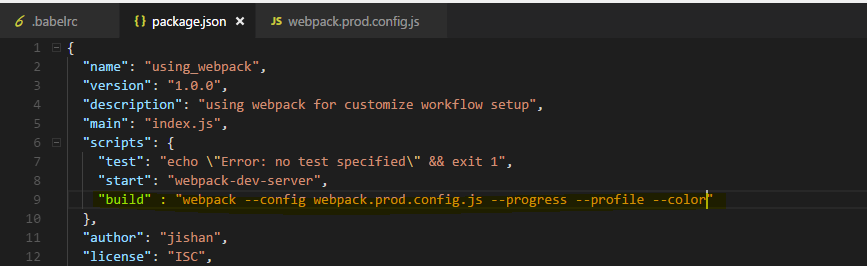 .babelrc
{} package.json ×
JS webpack.prod.config.js
1 {
2 "name": "using_webpack",
3 "version": "1.0.0",
4 "description": "using webpack for customize workflow setup",
5 "main": "index.js",
6 "scripts": {
7 "test": "echo \"Error: no test specified\" && exit 1",
8 "start": "webpack-dev-server",
9 "build" : "webpack --config webpack.prod.config.js --progress --profile --color"
10 },
11 "author": "jishan",
12 "license": "ISC",